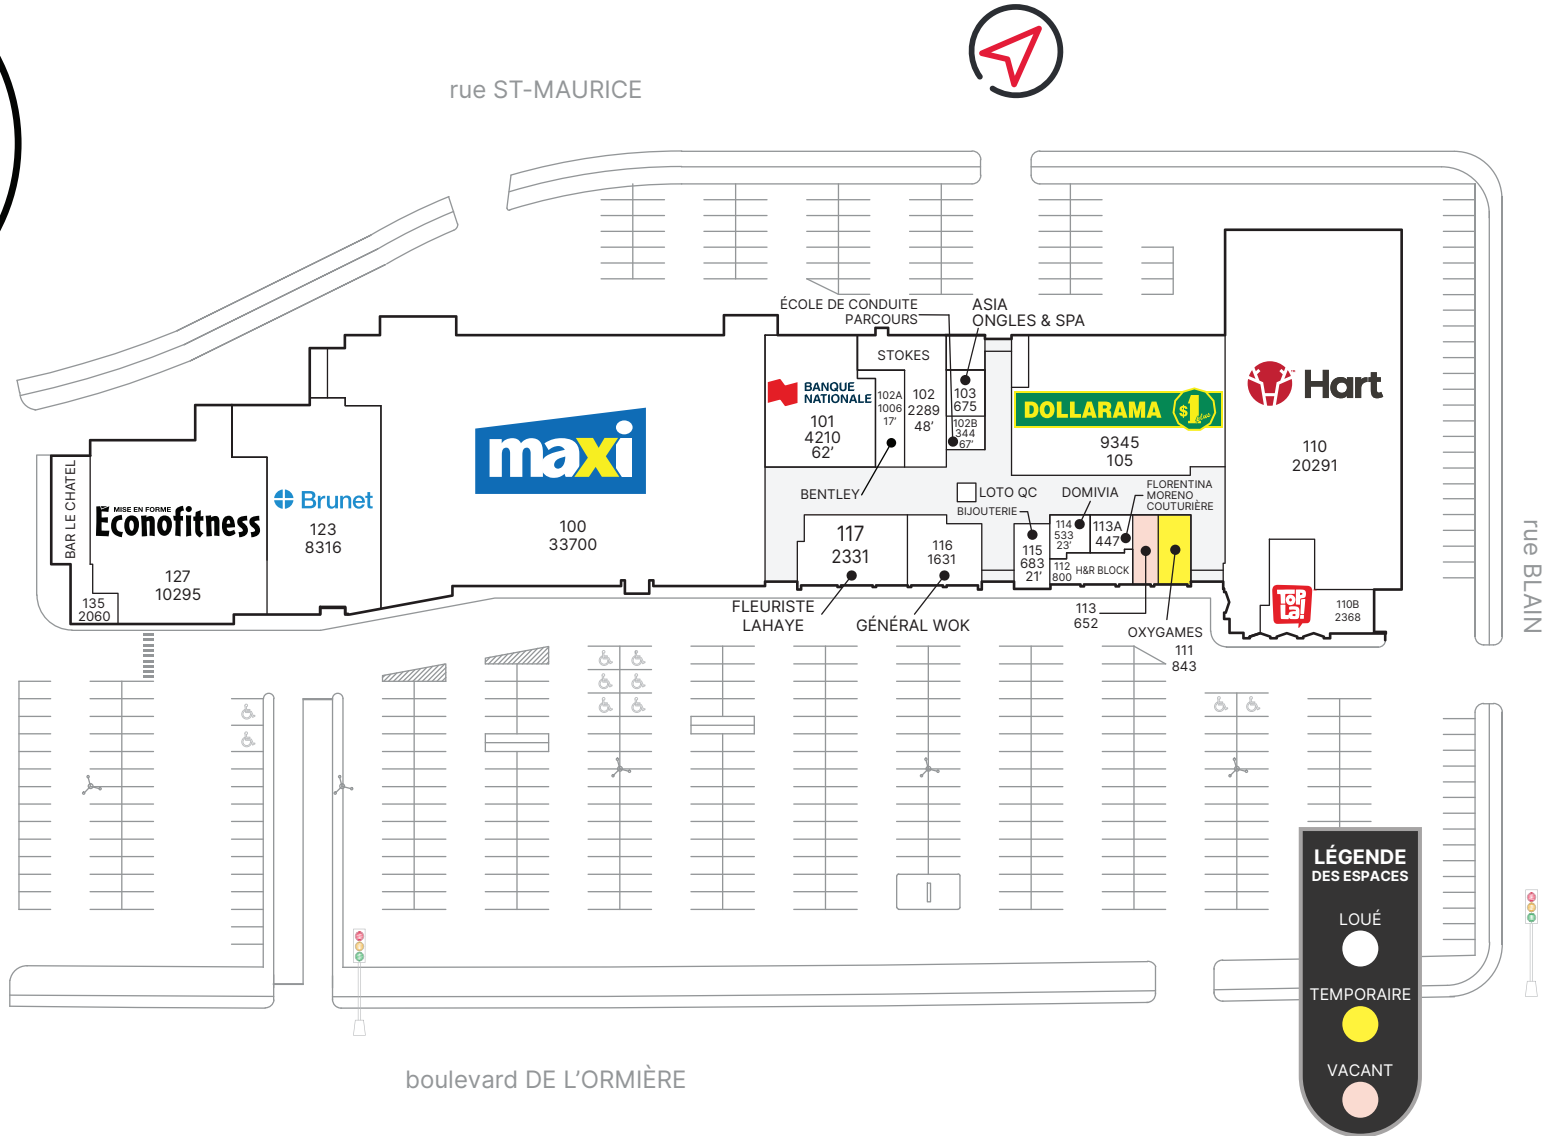 rue ST-MAURICE
ÉCOLE DE CONDUITE
PARCOURS
ASIA
ONGLES & SPA
STOKES
BANQUE
NATIONALE
101
4210
62'
102A
1006
17'
102
2289
48'
103
675
102B
344
67'
DOLLARAMA $1 plus
9345
105
Hart
110
20291
maxi
100
33700
BAR LE CHATEL
MISE EN FORME
Éconofitness
127
10295
135
2060
Brunet
123
8316
BENTLEY
LOTO QC
BIJOUTERIE
DOMIVIA
FLORENTINA
MORENO
COUTURIÈRE
117
2331
116
1631
115
683
21'
114
533
23'
113A
447
112
800
H&R BLOCK
FLEURISTE
LAHAYE
GÉNÉRAL WOK
113
652
OXYGAMES
111
843
TOP
Là!
110B
2368
rue BLAIN
LÉGENDE
DES ESPACES
LOUÉ
TEMPORAIRE
VACANT
boulevard DE L'ORMIÈRE